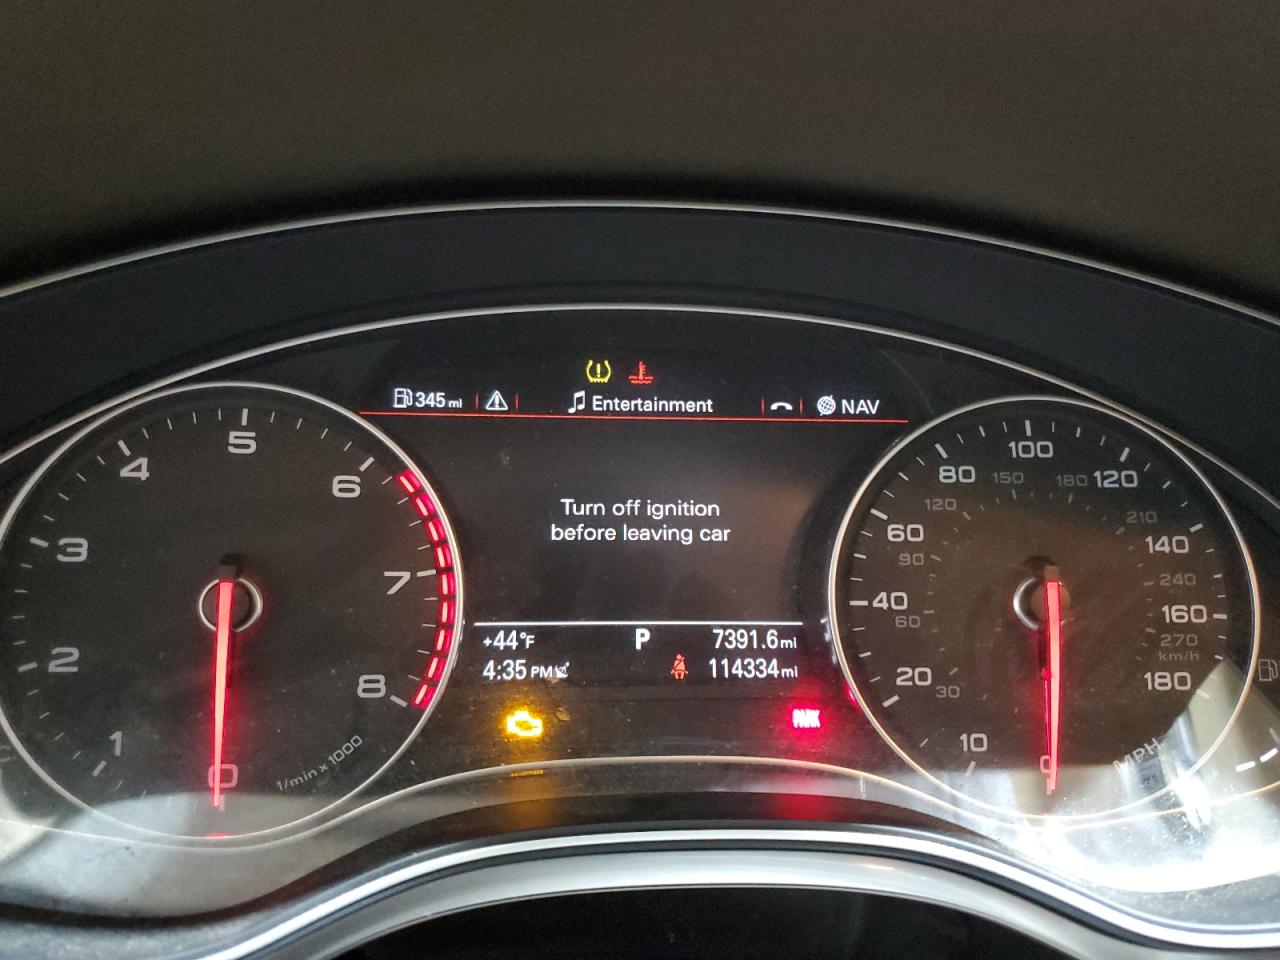 345 mi
Entertainment
NAV
Turn off ignition
before leaving car
+44°F
P
7391.6 mi
4:35 PM
114334 mi
PARK
0
1
2
3
4
5
6
7
8
1/min x 1000
0
10
20
40
60
80
100
120
140
160
180
MPH
30
60
90
120
150
180
210
240
270
km/h